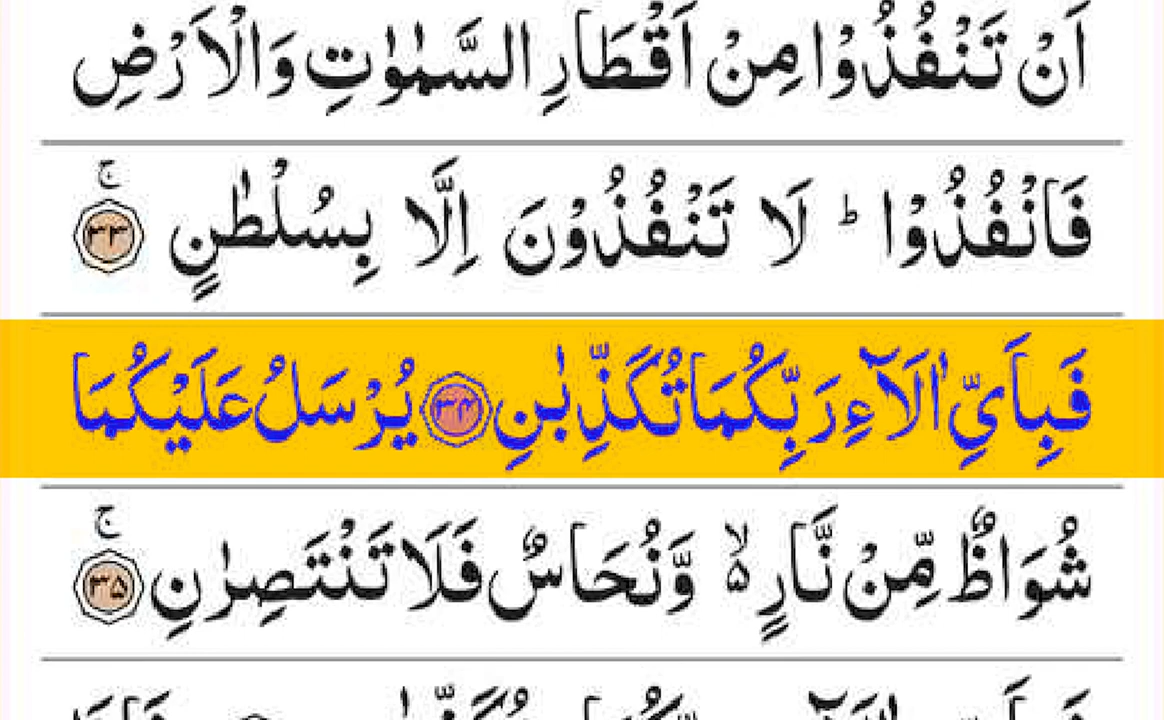 اَنْ تَنْفُذُوْا مِنْ اَقْطَارِ السَّمٰوٰتِ وَالْاَرْضِ
فَانْفُذُوْا ؕ لَا تَنْفُذُوْنَ اِلَّا بِسُلْطٰنٍ ۚ ۳۳
فَبِاَيِّ اٰلَآءِ رَبِّكُمَا تُكَذِّبٰنِ ۳۴ يُرْسَلُ عَلَيْكُمَا
شُوَاظٌ مِّنْ نَّارٍ ۙ۵ وَّنُحَاسٌ فَلَا تَنْتَصِرٰنِ ۚ ۳۵